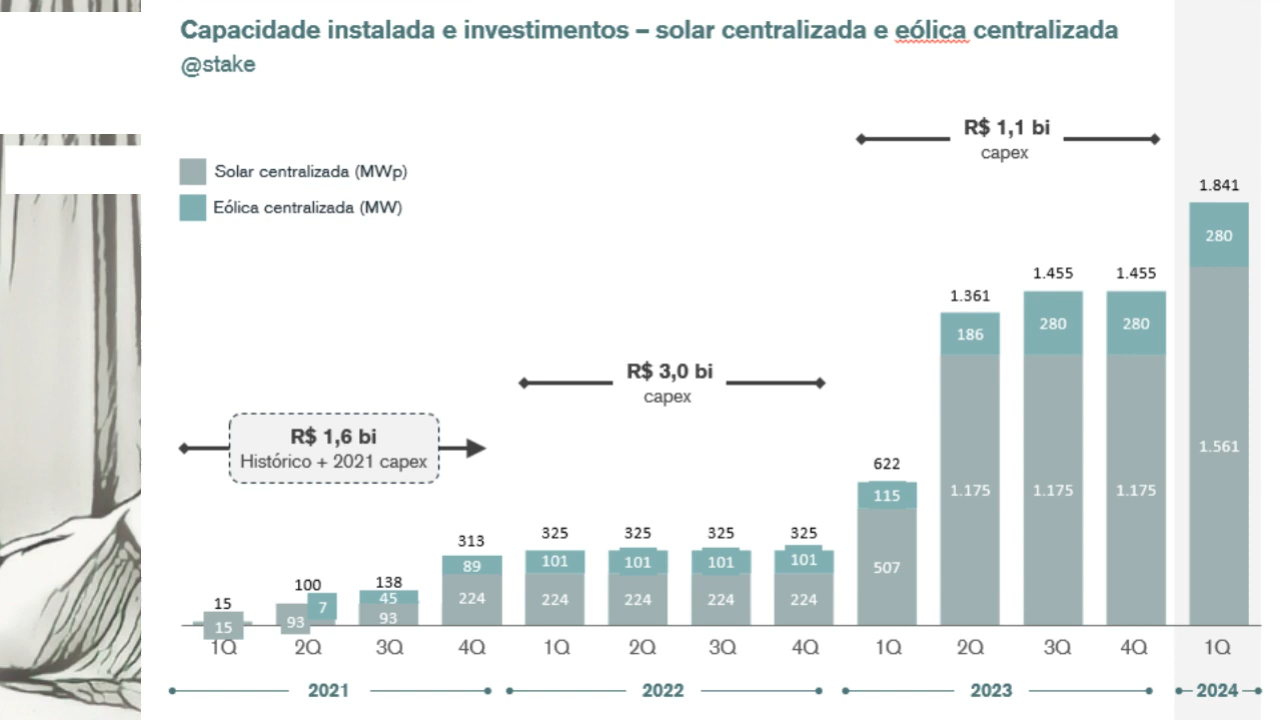 Capacidade instalada e investimentos – solar centralizada e eólica centralizada
@stake
R$ 1,1 bi
capex
Solar centralizada (MWp)
Eólica centralizada (MW)
R$ 3,0 bi
capex
R$ 1,6 bi
Histórico + 2021 capex
15 100 138 313 325 325 325 325 622 1.361 1.455 1.455 1.841
7 45 89 101 101 101 101 115 186 280 280 280
15 93 93 224 224 224 224 224 507 1.175 1.175 1.175 1.561
1Q 2Q 3Q 4Q 1Q 2Q 3Q 4Q 1Q 2Q 3Q 4Q 1Q
2021 2022 2023 2024